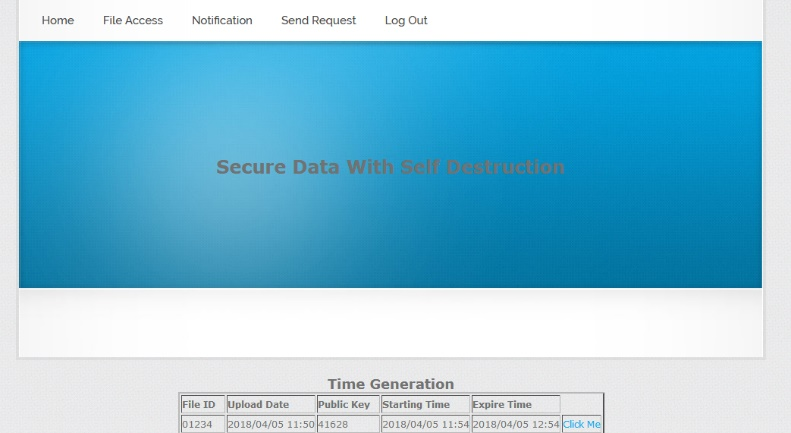 Home File Access Notification Send Request Log Out
Secure Data With Self Destruction
Time Generation
File ID Upload Date Public Key Starting Time Expire Time
01234 2018/04/05 11:50 41628 2018/04/05 11:54 2018/04/05 12:54 Click Me